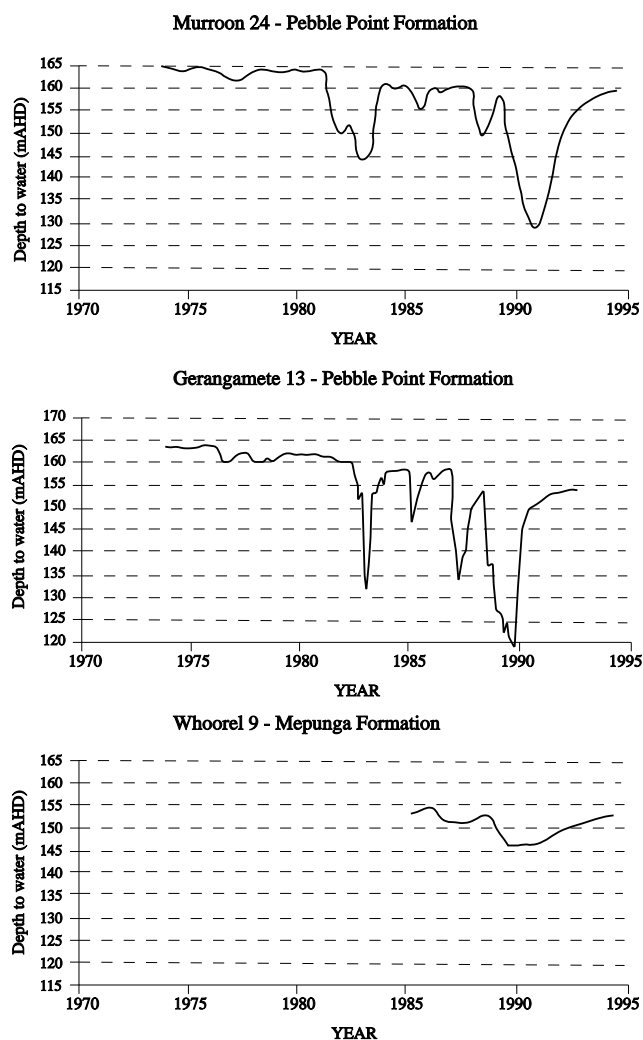 Murroon 24 - Pebble Point Formation
165
160
155
150
145
140
135
130
125
120
115
Depth to water (mAHD)
1970 1975 1980 1985 1990 1995
YEAR
Gerangamete 13 - Pebble Point Formation
170
165
160
155
150
145
140
135
130
125
120
Depth to water (mAHD)
1970 1975 1980 1985 1990 1995
YEAR
Whoorel 9 - Mepunga Formation
165
160
155
150
145
140
135
130
125
120
115
Depth to water (mAHD)
1970 1975 1980 1985 1990 1995
YEAR